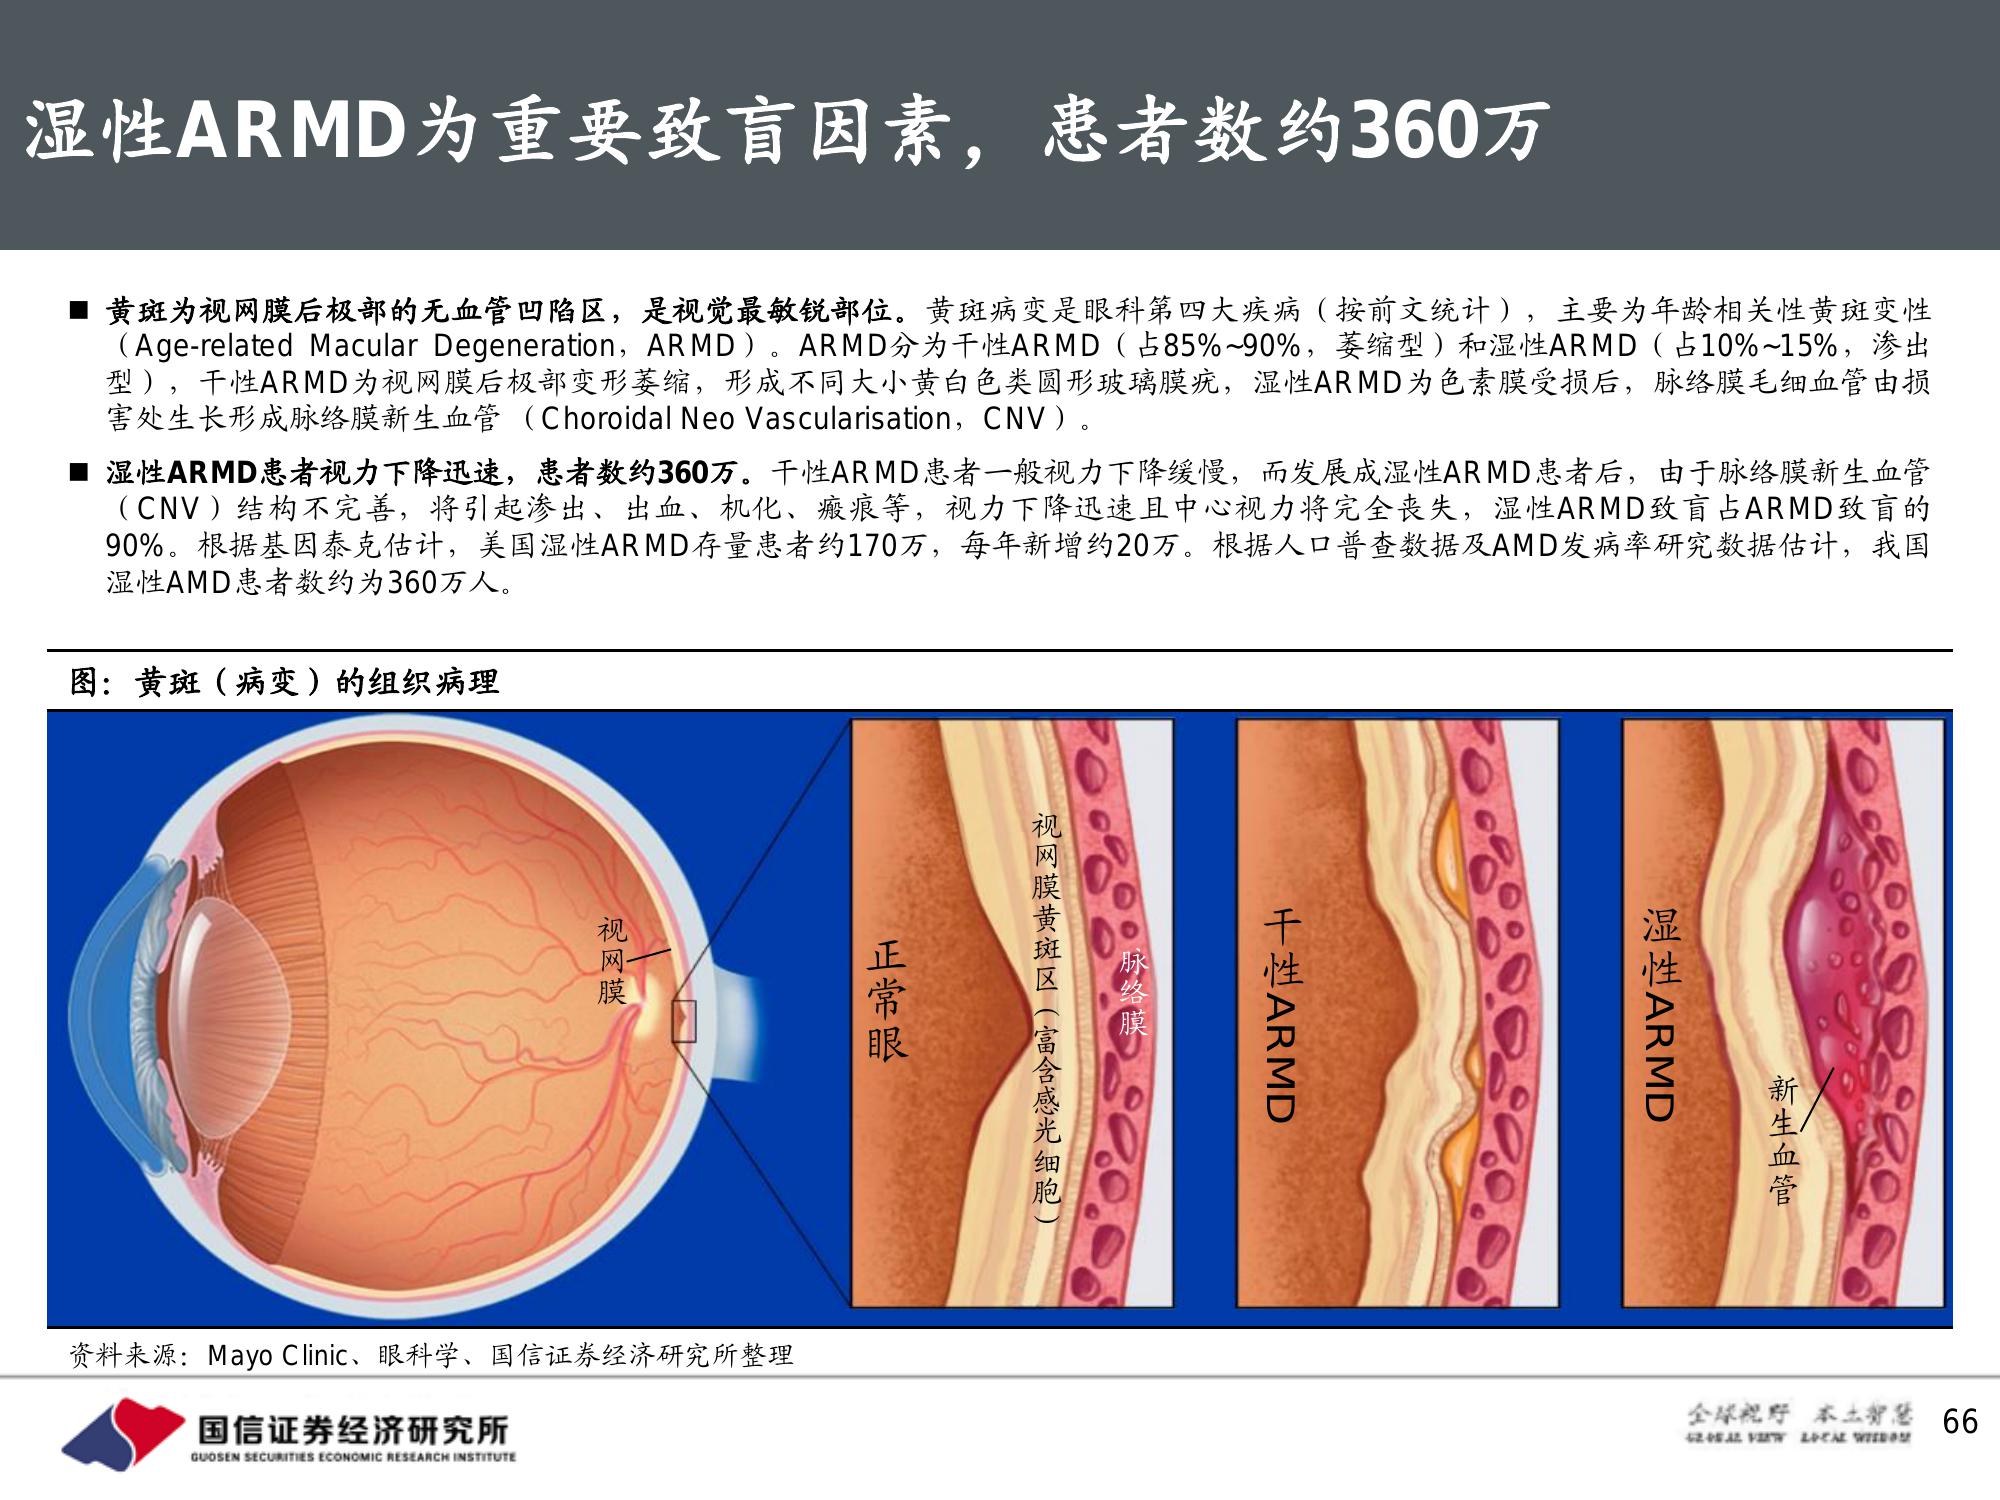 湿性ARMD为重要致盲因素，患者数约360万
■ 黄斑为视网膜后极部的无血管凹陷区，是视觉最敏锐部位。黄斑病变是眼科第四大疾病（按前文统计），主要为年龄相关性黄斑变性
（Age-related Macular Degeneration，ARMD）。ARMD分为干性ARMD（占85%~90%，萎缩型）和湿性ARMD（占10%~15%，渗出
型），干性ARMD为视网膜后极部变形萎缩，形成不同大小黄白色类圆形玻璃膜疣，湿性ARMD为色素膜受损后，脉络膜毛细血管由损
害处生长形成脉络膜新生血管 （Choroidal Neo Vascularisation，CNV）。
■ 湿性ARMD患者视力下降迅速，患者数约360万。干性ARMD患者一般视力下降缓慢，而发展成湿性ARMD患者后，由于脉络膜新生血管
（CNV）结构不完善，将引起渗出、出血、机化、瘢痕等，视力下降迅速且中心视力将完全丧失，湿性ARMD致盲占ARMD致盲的
90%。根据基因泰克估计，美国湿性ARMD存量患者约170万，每年新增约20万。根据人口普查数据及AMD发病率研究数据估计，我国
湿性AMD患者数约为360万人。
图：黄斑（病变）的组织病理
视网膜
正常眼
视网膜黄斑区（富含感光细胞）
脉络膜
干性ARMD
湿性ARMD
新生血管
资料来源：Mayo Clinic、眼科学、国信证券经济研究所整理
国信证券经济研究所
GUOSEN SECURITIES ECONOMIC RESEARCH INSTITUTE
全球视野 本土智慧
GLOBAL VIEW LOCAL WISDOM
66